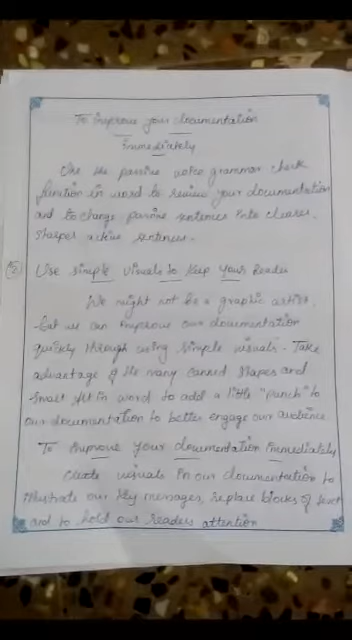 To improve your documentation
immediately
Use the passive voice grammar check
function in word to review your documentation
and to change passive sentences into clearer,
sharper active sentences.
5) Use simple visuals to keep your Reader
We might not be a graphic artist,
but we can improve our documentation
quickly through using simple visuals. Take
advantage of the many canned shapes and
smart Art in word to add a little "punch" to
our documentation to better engage our audience
To improve your documentation immediately
Create visuals in our documentation to
illustrate our key messages, replace blocks of text
and to hold our readers attention